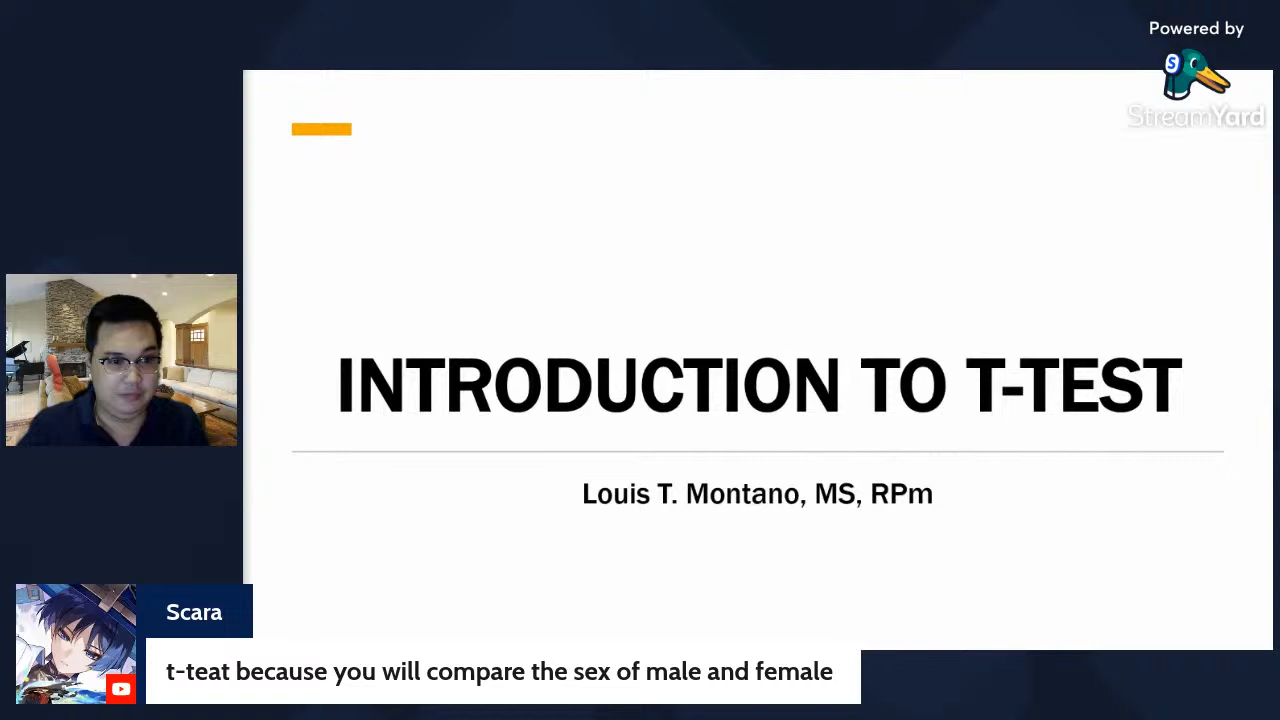 Powered by
S
StreamYard
INTRODUCTION TO T-TEST
Louis T. Montano, MS, RPm
Scara
t-teat because you will compare the sex of male and female